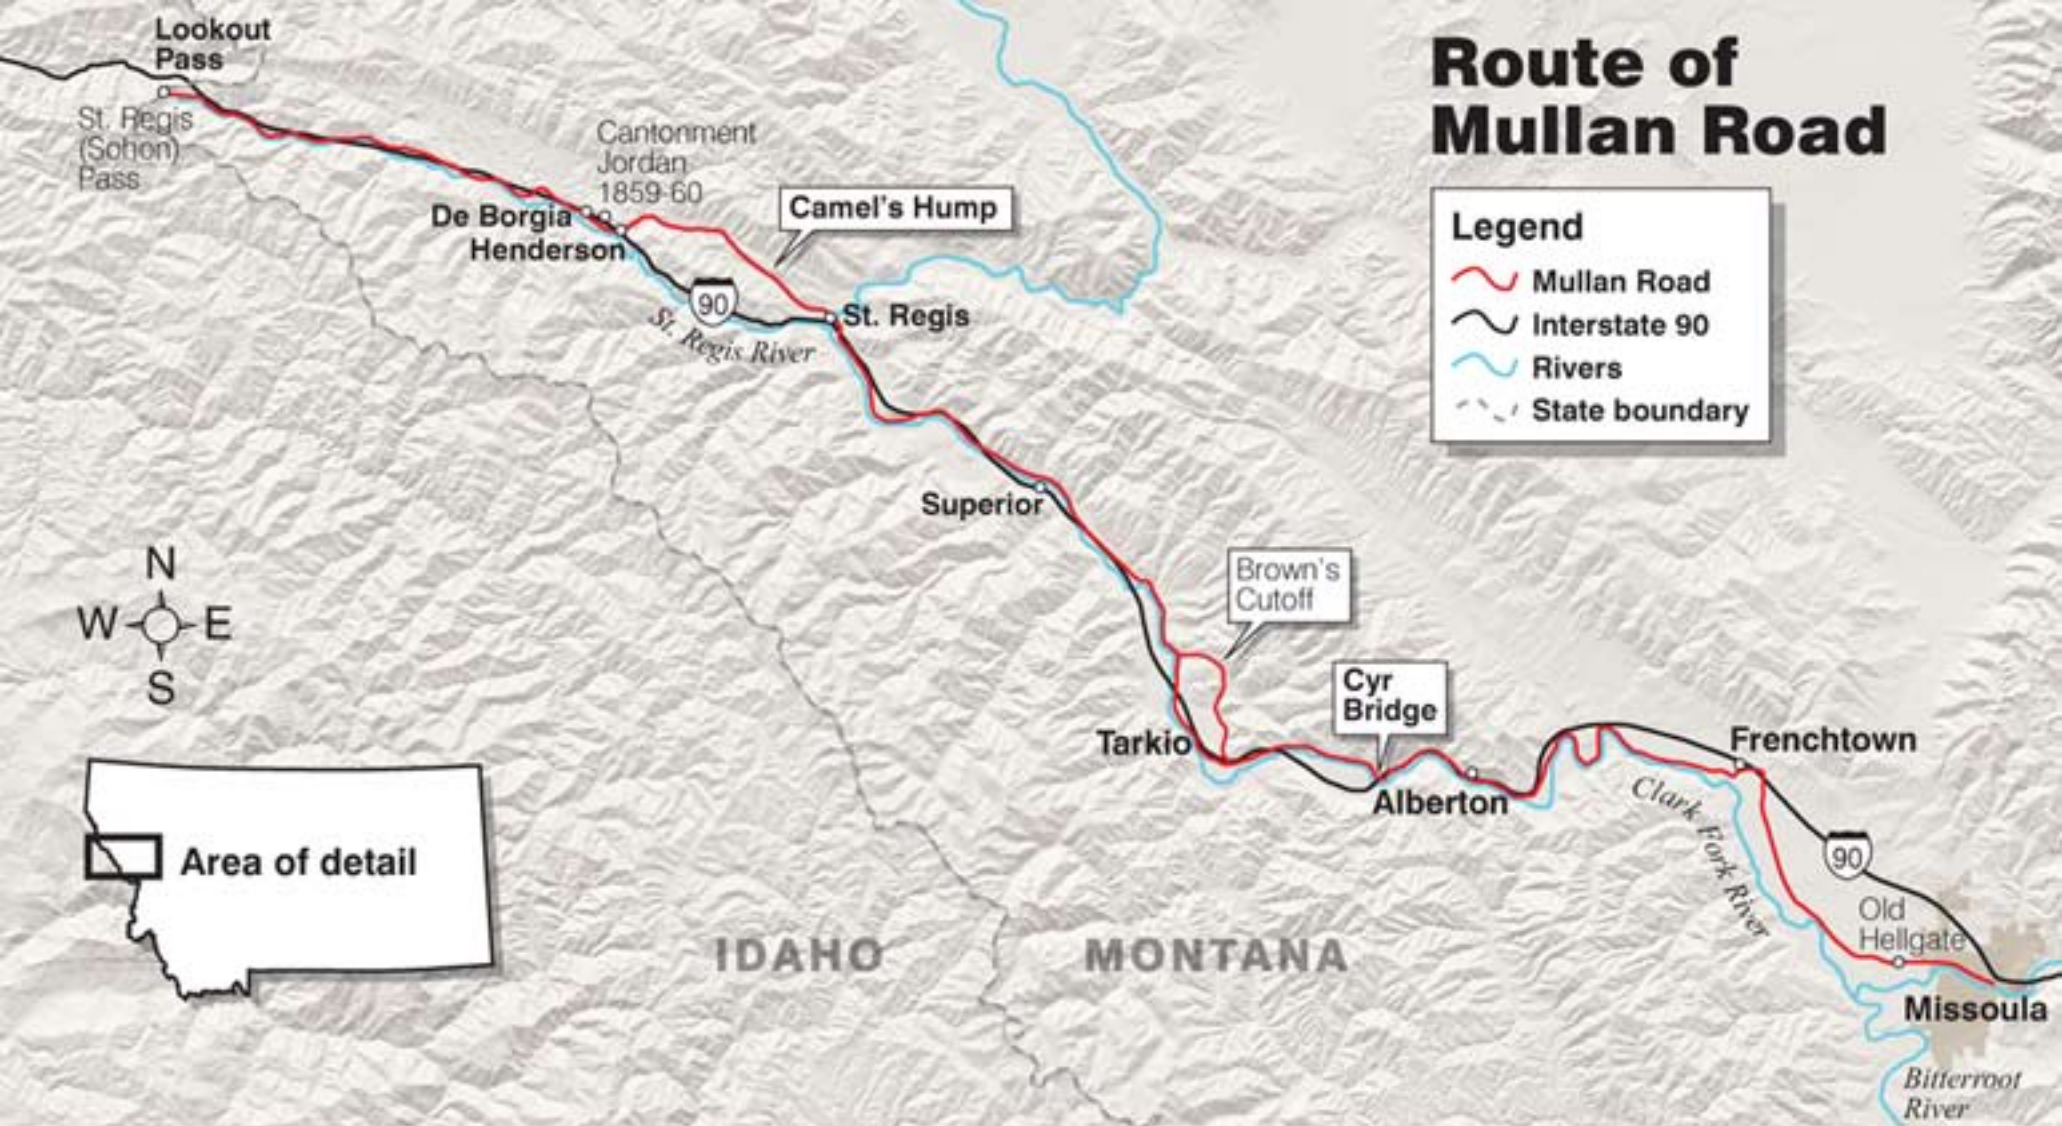 Lookout
Pass
St. Regis
(Sohon)
Pass
Cantonment
Jordan
1859-60
De Borgia
Henderson
Camel's Hump
90
St. Regis River
St. Regis
Superior
Route of
Mullan Road
Legend
Mullan Road
Interstate 90
Rivers
State boundary
N
W E
S
Brown's
Cutoff
Cyr
Bridge
Tarkio
Alberton
Frenchtown
Clark Fork River
90
Old
Hellgate
Missoula
Bitterroot
River
Area of detail
IDAHO
MONTANA